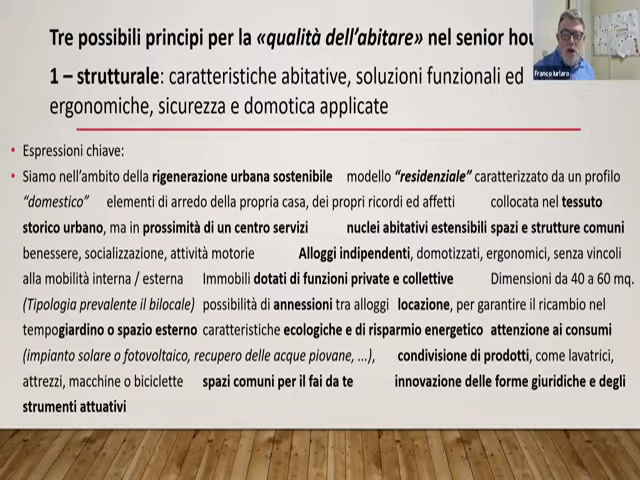 Tre possibili principi per la «qualità dell'abitare» nel senior
1 – strutturale: caratteristiche abitative, soluzioni funzionali ed
ergonomiche, sicurezza e domotica applicate
Franco Iurlaro
• Espressioni chiave:
• Siamo nell'ambito della rigenerazione urbana sostenibile modello "residenziale" caratterizzato da un profilo
"domestico" elementi di arredo della propria casa, dei propri ricordi ed affetti collocata nel tessuto
storico urbano, ma in prossimità di un centro servizi nuclei abitativi estensibili spazi e strutture comuni
benessere, socializzazione, attività motorie Alloggi indipendenti, domotizzati, ergonomici, senza vincoli
alla mobilità interna / esterna Immobili dotati di funzioni private e collettive Dimensioni da 40 a 60 mq.
(Tipologia prevalente il bilocale) possibilità di annessioni tra alloggi locazione, per garantire il ricambio nel
tempogiardino o spazio esterno caratteristiche ecologiche e di risparmio energetico attenzione ai consumi
(impianto solare o fotovoltaico, recupero delle acque piovane, ...), condivisione di prodotti, come lavatrici,
attrezzi, macchine o biciclette spazi comuni per il fai da te innovazione delle forme giuridiche e degli
strumenti attuativi